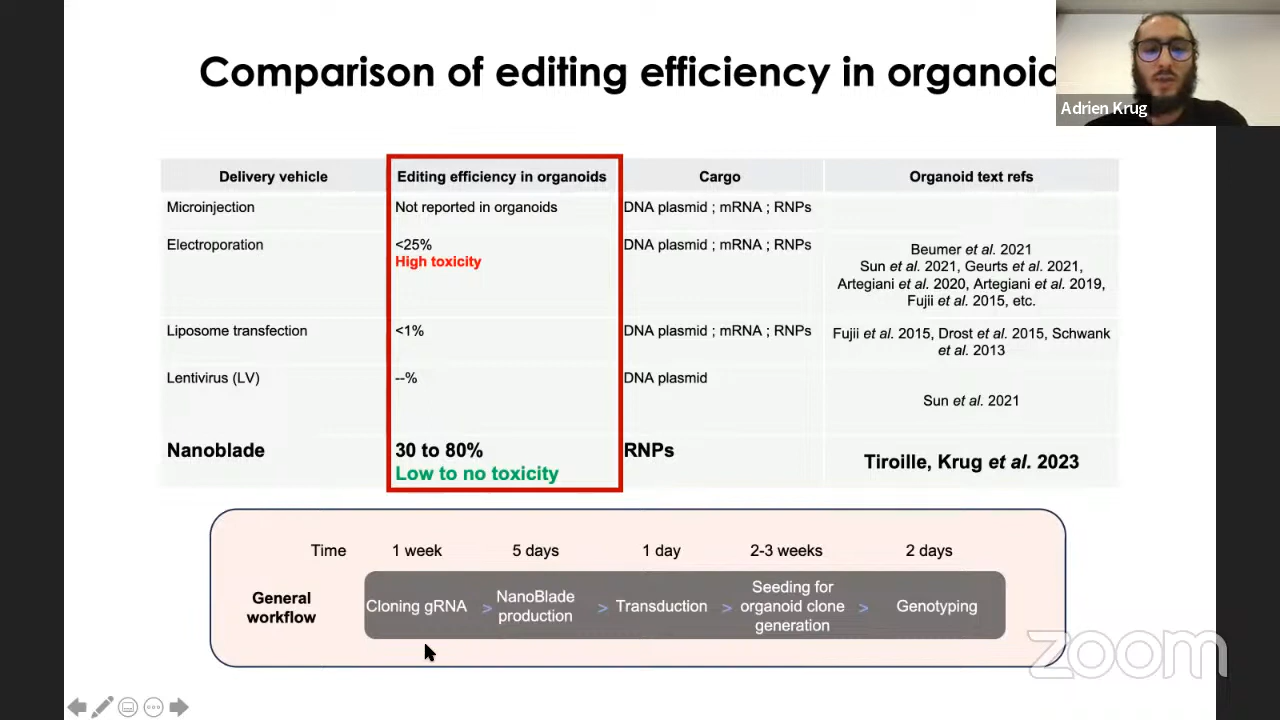 Comparison of editing efficiency in organoid
Adrien Krug
Delivery vehicle Editing efficiency in organoids Cargo Organoid text refs
Microinjection Not reported in organoids DNA plasmid ; mRNA ; RNPs
Electroporation <25% DNA plasmid ; mRNA ; RNPs
High toxicity
Beumer et al. 2021
Sun et al. 2021, Geurts et al. 2021,
Artegiani et al. 2020, Artegiani et al. 2019,
Fujii et al. 2015, etc.
Liposome transfection <1% DNA plasmid ; mRNA ; RNPs
Fujii et al. 2015, Drost et al. 2015, Schwank
et al. 2013
Lentivirus (LV) --% DNA plasmid
Sun et al. 2021
Nanoblade 30 to 80% RNPs
Low to no toxicity
Tiroille, Krug et al. 2023
Time 1 week 5 days 1 day 2-3 weeks 2 days
General
workflow
Cloning gRNA >
NanoBlade
production
> Transduction >
Seeding for
organoid clone
generation
> Genotyping
zoom